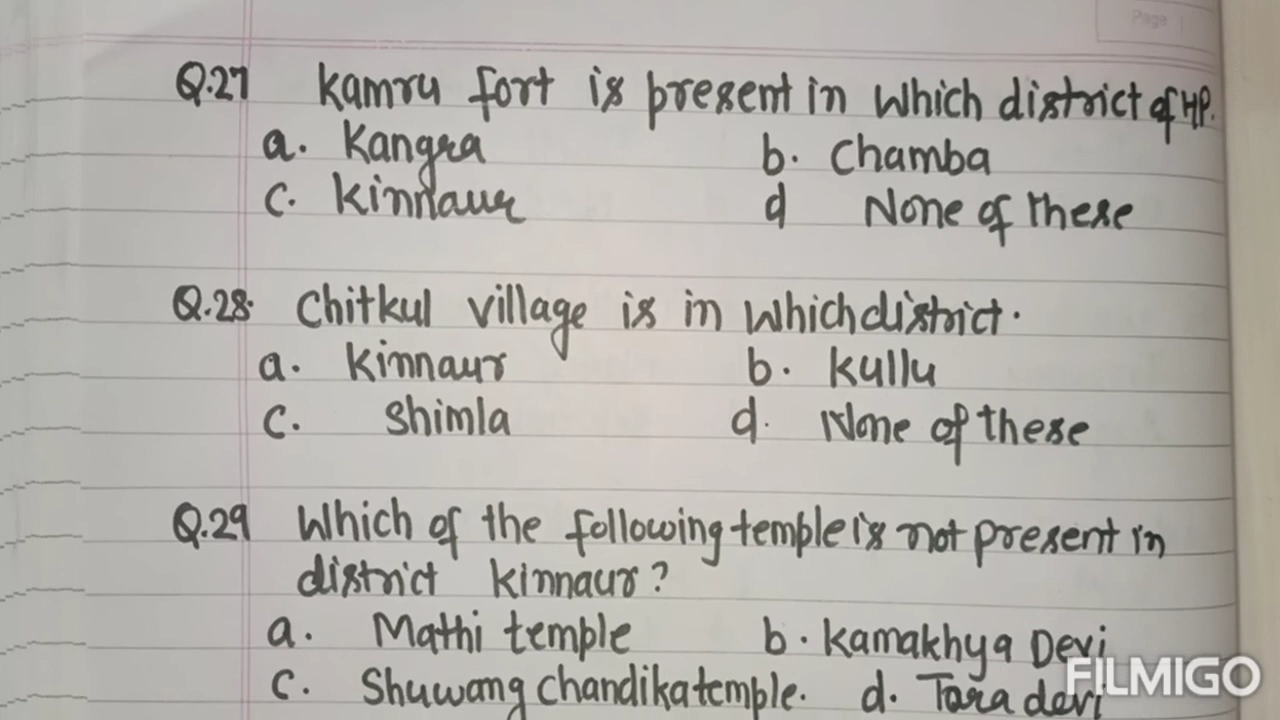 Page
Q.27 Kamru fort is present in which district of HP.
a. Kangra b. Chamba
c. Kinnaur d None of these
Q.28. Chitkul village is in which district.
a. Kinnaur b. Kullu
c. Shimla d. None of these
Q.29 Which of the following temple is not present in
district Kinnaur?
a. Mathi temple b. Kamakhya Devi
c. Shuwang Chandika temple. d. Tara devi
FILMIGO